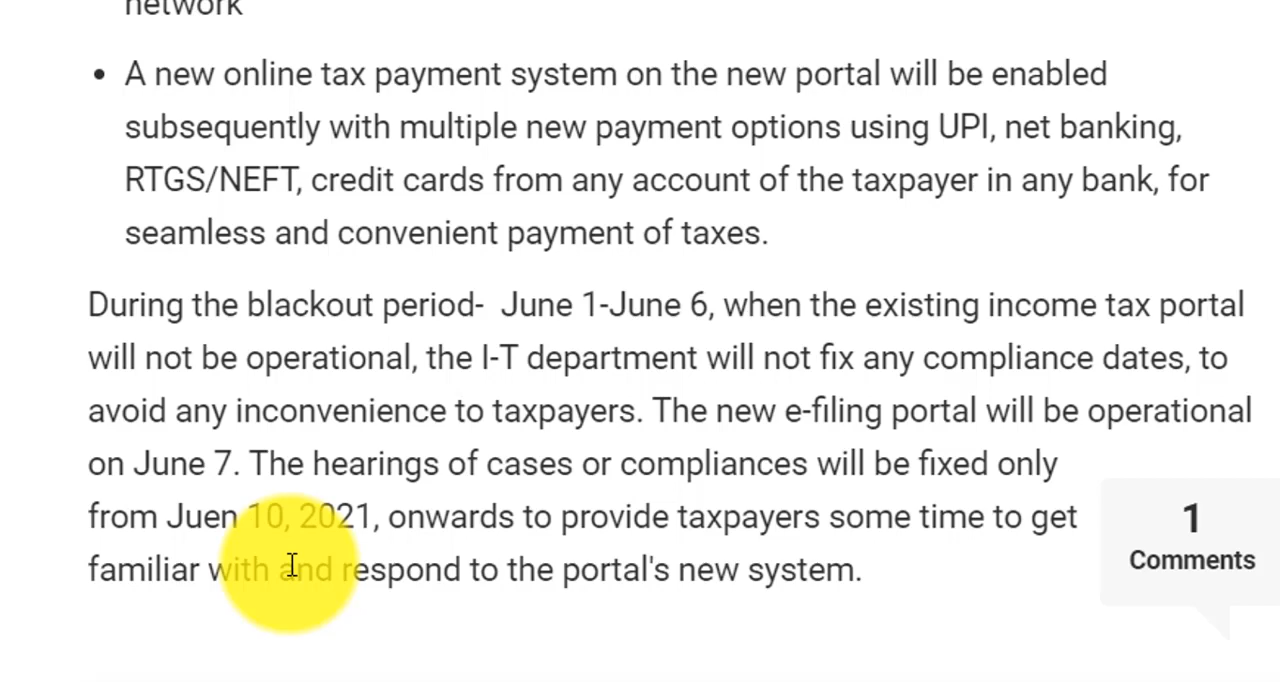 network
• A new online tax payment system on the new portal will be enabled
subsequently with multiple new payment options using UPI, net banking,
RTGS/NEFT, credit cards from any account of the taxpayer in any bank, for
seamless and convenient payment of taxes.
During the blackout period-  June 1-June 6, when the existing income tax portal
will not be operational, the I-T department will not fix any compliance dates, to
avoid any inconvenience to taxpayers. The new e-filing portal will be operational
on June 7. The hearings of cases or compliances will be fixed only
from Juen 10, 2021, onwards to provide taxpayers some time to get
familiar with and respond to the portal's new system.
1
Comments